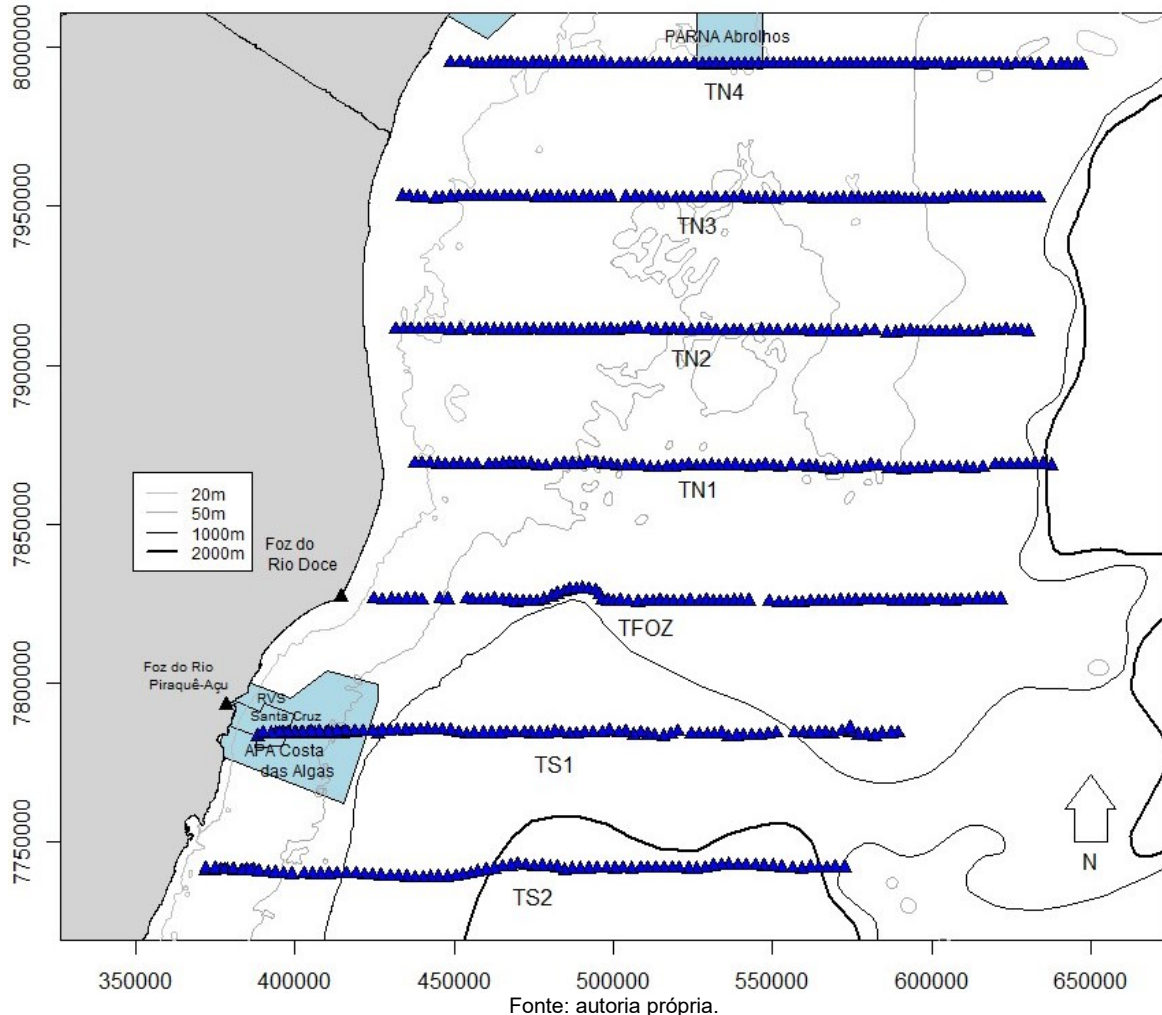 8000000
7950000
7900000
7850000
7800000
7750000
PARNA Abrolhos
TN4
TN3
TN2
TN1
20m
50m
1000m
2000m
Foz do
Rio Doce
TFOZ
Foz do Rio
Piraquê-Açu
RVS
Santa Cruz
APA Costa
das Algas
TS1
TS2
N
350000
400000
450000
500000
550000
600000
650000
Fonte: autoria própria.